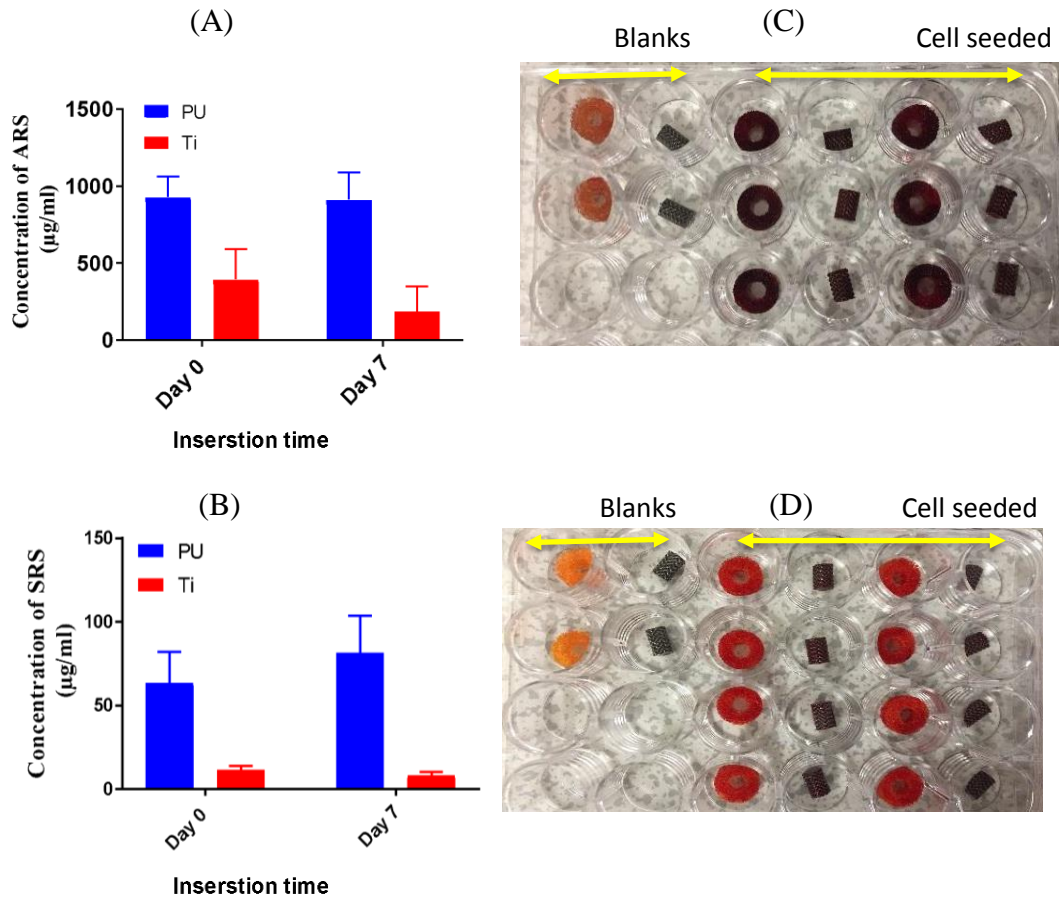 (A)
Concentration of ARS
(µg/ml)
1500
1000
500
0
PU
Ti
Day 0
Day 7
Inserstion time
(C)
Blanks
Cell seeded
(B)
Concentration of SRS
(µg/ml)
150
100
50
0
PU
Ti
Day 0
Day 7
Inserstion time
(D)
Blanks
Cell seeded